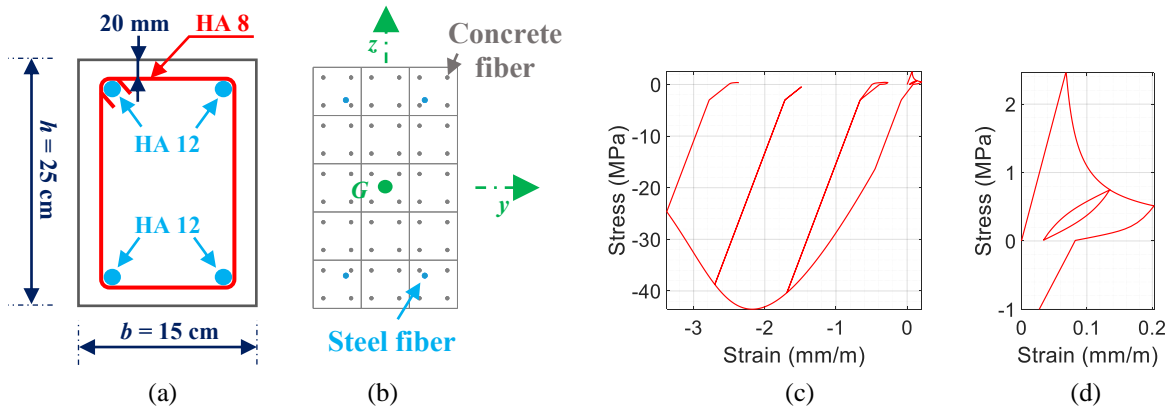 20 mm
HA 8
HA 12
HA 12
h = 25 cm
b = 15 cm
(a)
z
Concrete
fiber
G
y
Steel fiber
(b)
Stress (MPa)
0
-10
-20
-30
-40
-3
-2
-1
0
Strain (mm/m)
(c)
Stress (MPa)
2
1
0
-1
0
0.1
0.2
Strain (mm/m)
(d)